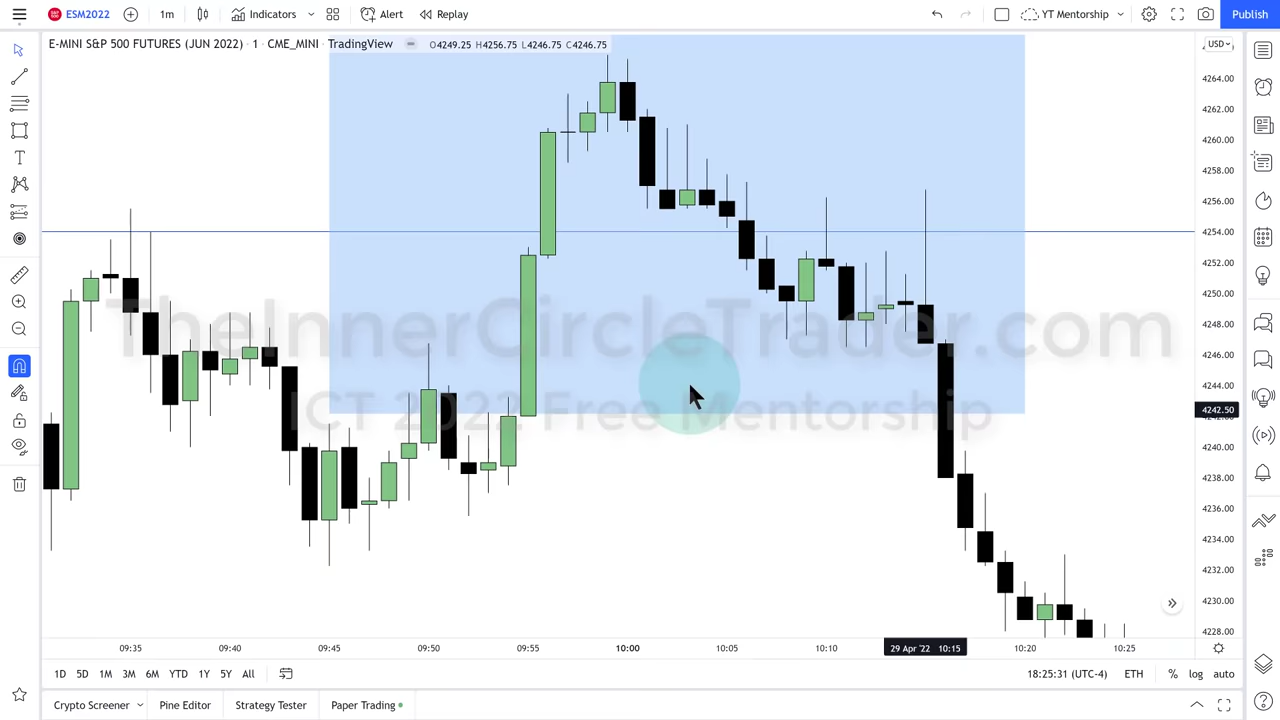 ESM2022 1m Indicators Alert Replay YT Mentorship Publish
E-MINI S&P 500 FUTURES (JUN 2022) · 1 · CME_MINI · TradingView O4249.25 H4256.75 L4246.75 C4246.75
USD
4264.00
4262.00
4260.00
4258.00
4256.00
4254.00
4252.00
4250.00
4248.00
4246.00
4244.00
4242.50
4240.00
4238.00
4236.00
4234.00
4232.00
4230.00
4228.00
TheInnerCircleTrader.com
ICT 2022 Free Mentorship
09:35 09:40 09:45 09:50 09:55 10:00 10:05 10:10 29 Apr '22 10:15 10:20 10:25
1D 5D 1M 3M 6M YTD 1Y 5Y All 18:25:31 (UTC-4) ETH % log auto
Crypto Screener Pine Editor Strategy Tester Paper Trading